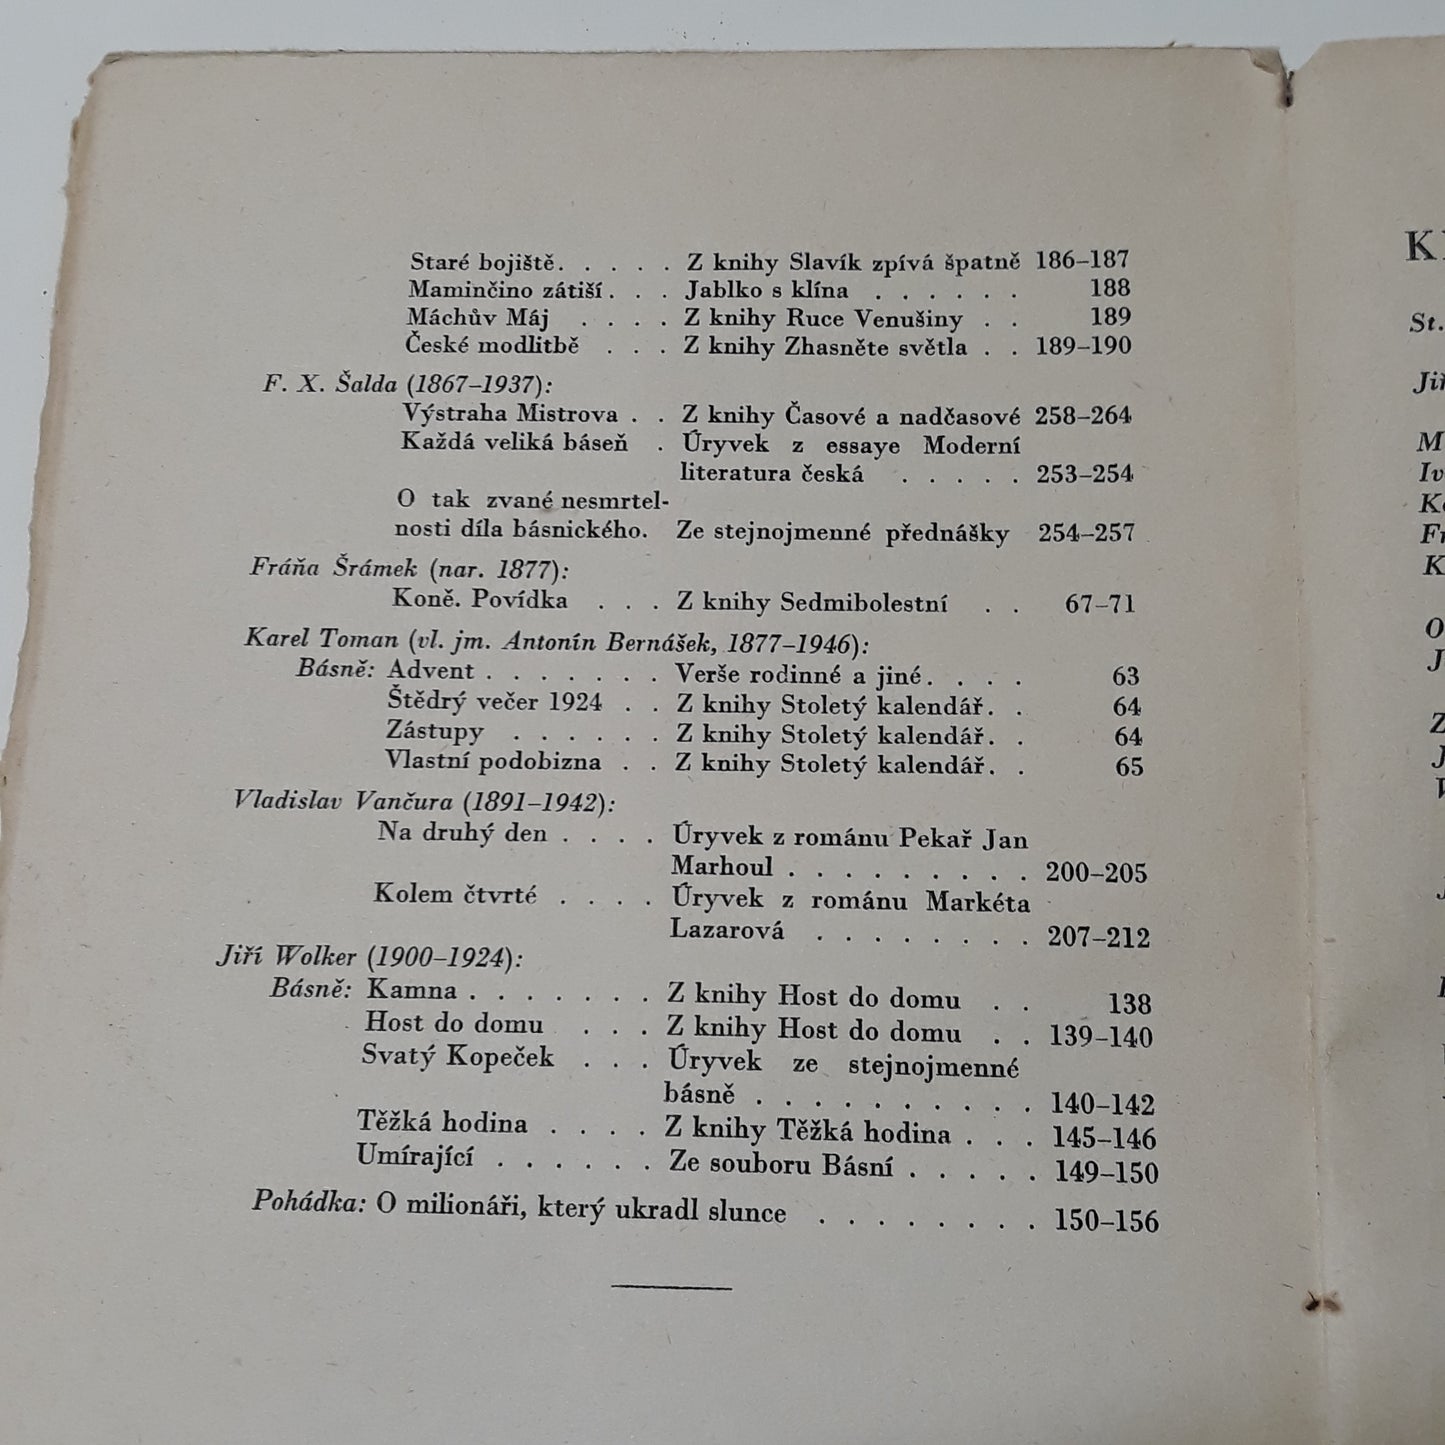 Staré bojiště. . . . . Z knihy Slavík zpívá špatně 186–187
Maminčino zátiší. . . Jablko s klína . . . . . . 188
Máchův Máj . . . . Z knihy Ruce Venušiny . . 189
České modlitbě . . . Z knihy Zhasněte světla . . 189–190
F. X. Šalda (1867–1937):
Výstraha Mistrova . . Z knihy Časové a nadčasové 258–264
Každá veliká báseň . Úryvek z essaye Moderní
literatura česká . . . . . 253–254
O tak zvané nesmrtel-
nosti díla básnického. Ze stejnojmenné přednášky 254–257
Fráňa Šrámek (nar. 1877):
Koně. Povídka . . . Z knihy Sedmibolestní . . 67–71
Karel Toman (vl. jm. Antonín Bernášek, 1877–1946):
Básně: Advent . . . . . . . Verše rodinné a jiné. . . . 63
Štědrý večer 1924 . . Z knihy Stoletý kalendář. . 64
Zástupy . . . . . . Z knihy Stoletý kalendář. . 64
Vlastní podobizna . . Z knihy Stoletý kalendář. . 65
Vladislav Vančura (1891–1942):
Na druhý den . . . . Úryvek z románu Pekař Jan
Marhoul . . . . . . . . . 200–205
Kolem čtvrté . . . . Úryvek z románu Markéta
Lazarová . . . . . . . . 207–212
Jiří Wolker (1900–1924):
Básně: Kamna . . . . . . . Z knihy Host do domu . . 138
Host do domu . . . Z knihy Host do domu . . 139–140
Svatý Kopeček . . . Úryvek ze stejnojmenné
básně . . . . . . . . . . 140–142
Těžká hodina . . . . Z knihy Těžká hodina . . . 145–146
Umírající . . . . . . Ze souboru Básní . . . . . 149–150
Pohádka: O milionáři, který ukradl slunce . . . . . . . . 150–156
St.